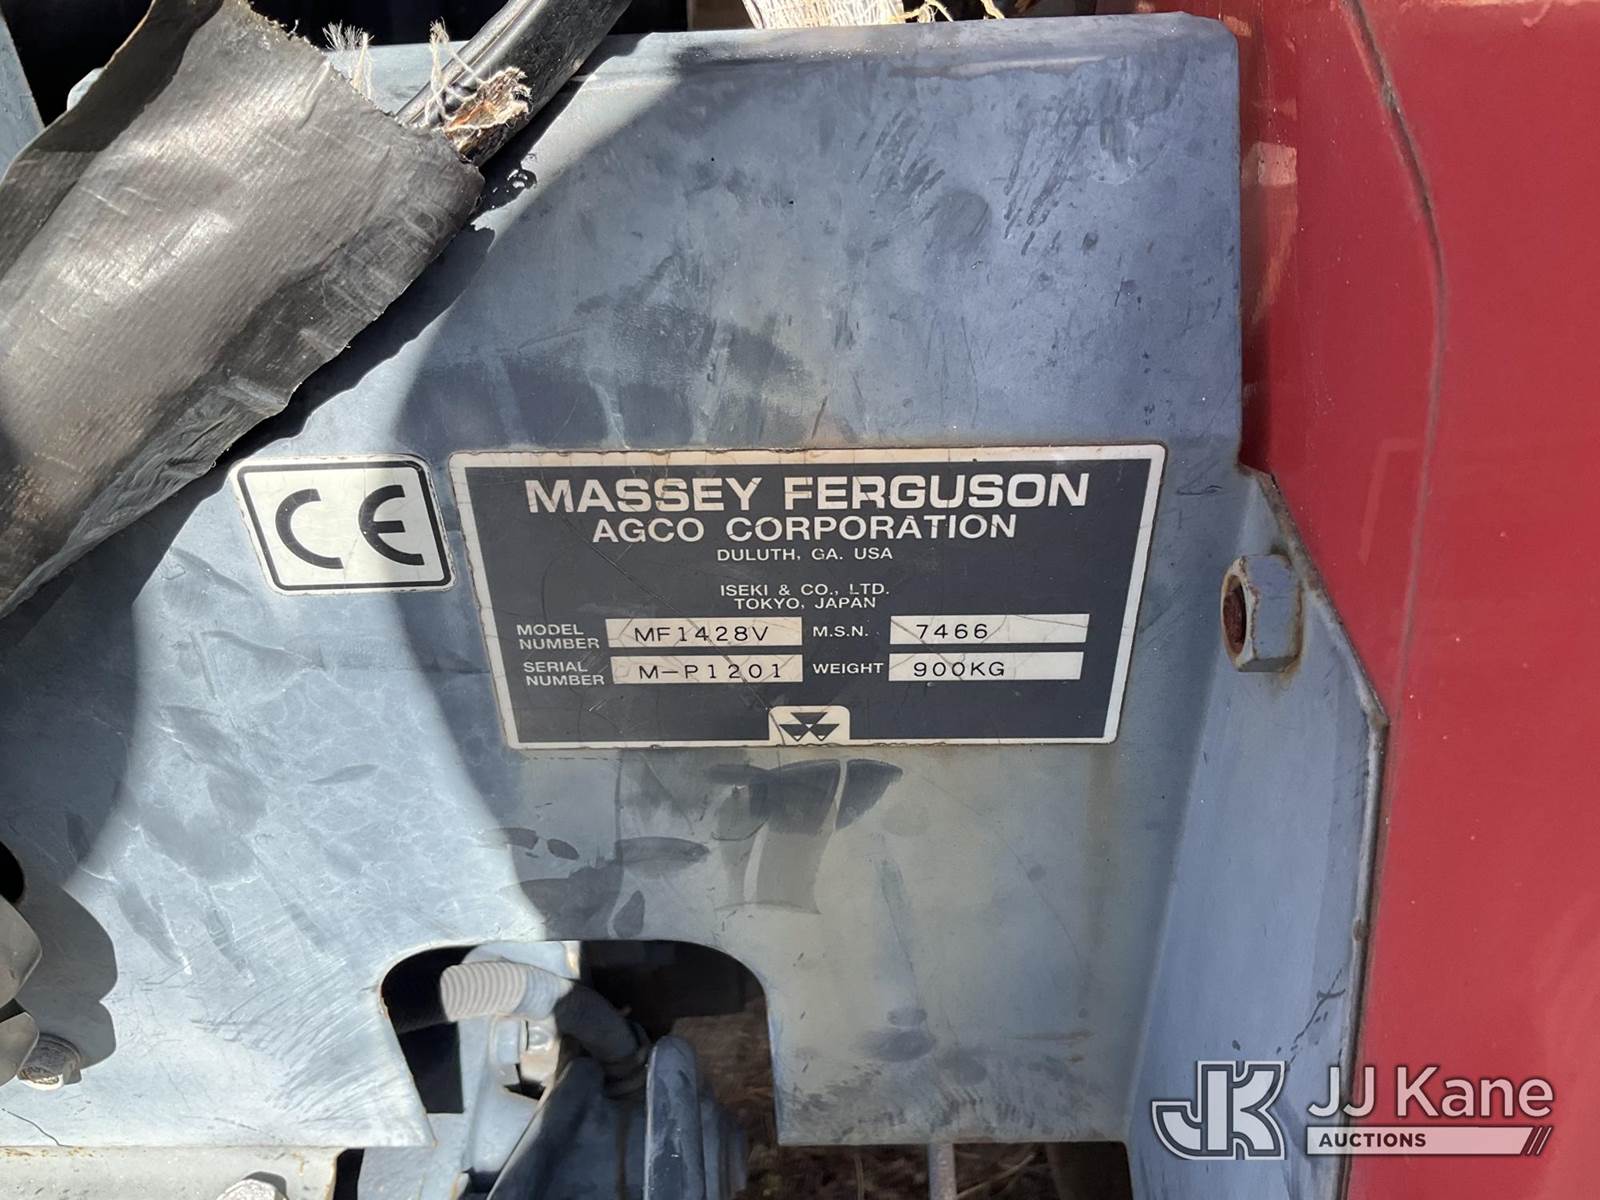 CE
MASSEY FERGUSON
AGCO CORPORATION
DULUTH, GA. USA
ISEKI & CO., LTD.
TOKYO, JAPAN
MODEL NUMBER MF1428V M.S.N. 7466
SERIAL NUMBER M-P1201 WEIGHT 900KG
JK JJ Kane
AUCTIONS